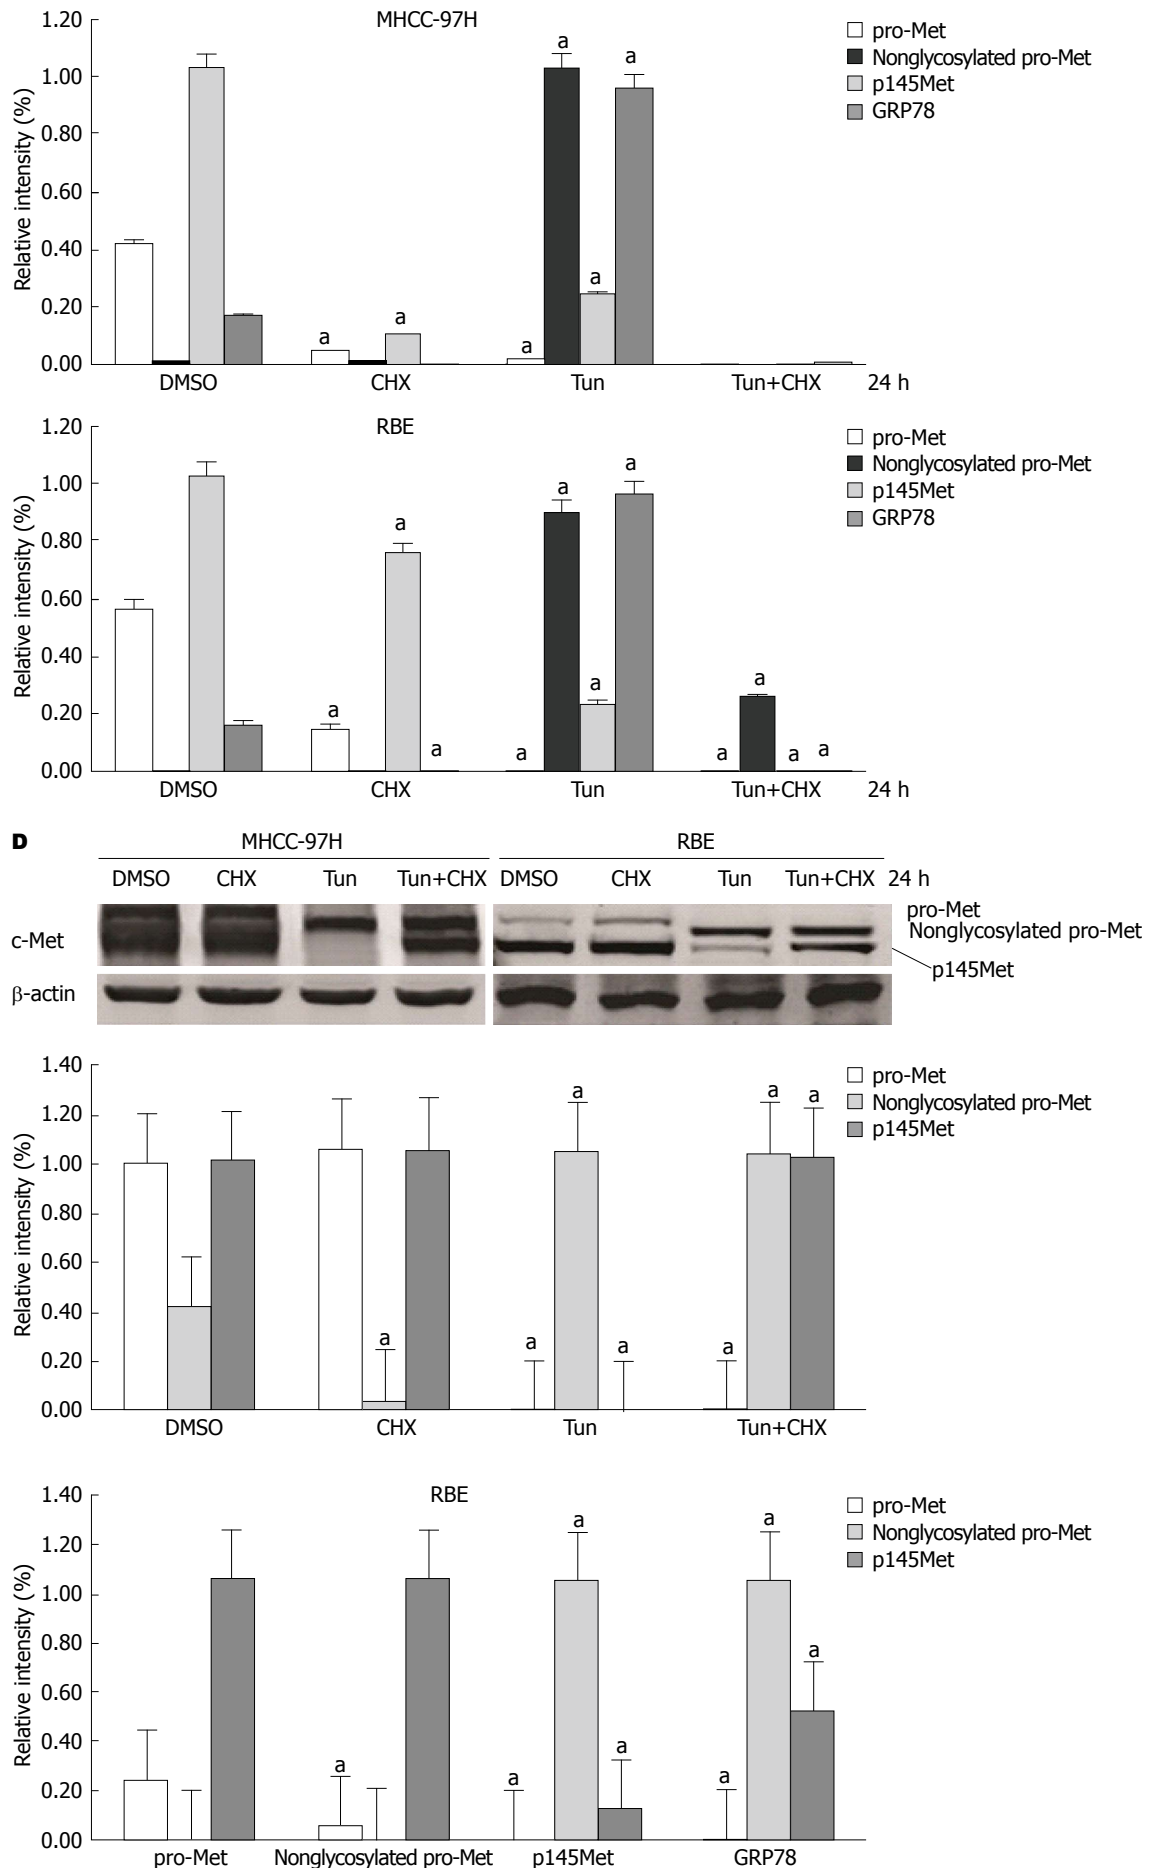 MHCC-97H
1.20
1.00
0.80
0.60
0.40
0.20
0.00
Relative intensity (%)
a a a a a a
DMSO CHX Tun Tun+CHX 24 h
pro-Met
Nonglycosylated pro-Met
p145Met
GRP78
RBE
1.20
1.00
0.80
0.60
0.40
0.20
0.00
Relative intensity (%)
a a a a a a a a a a a
DMSO CHX Tun Tun+CHX 24 h
pro-Met
Nonglycosylated pro-Met
p145Met
GRP78
D
MHCC-97H RBE
DMSO CHX Tun Tun+CHX DMSO CHX Tun Tun+CHX 24 h
c-Met
pro-Met
Nonglycosylated pro-Met
p145Met
β-actin
1.40
1.20
1.00
0.80
0.60
0.40
0.20
0.00
Relative intensity (%)
a a a a a a a
DMSO CHX Tun Tun+CHX
pro-Met
Nonglycosylated pro-Met
p145Met
RBE
1.40
1.20
1.00
0.80
0.60
0.40
0.20
0.00
Relative intensity (%)
a a a a a a a
pro-Met Nonglycosylated pro-Met p145Met GRP78
pro-Met
Nonglycosylated pro-Met
p145Met